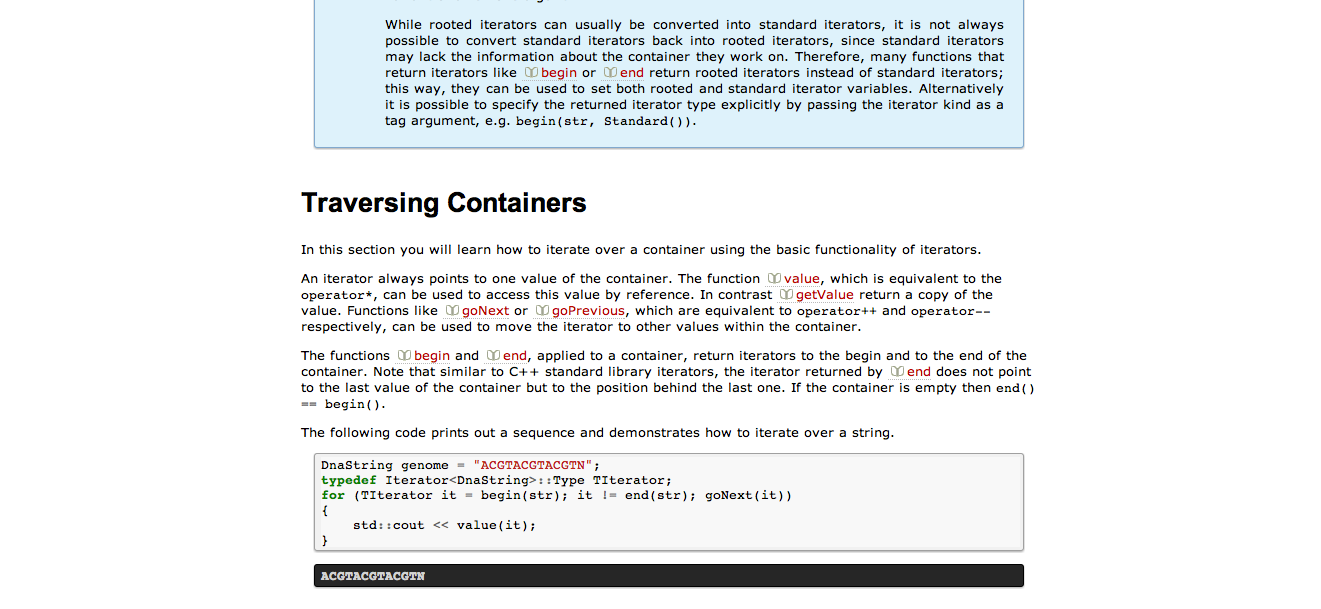 While rooted iterators can usually be converted into standard iterators, it is not always
possible to convert standard iterators back into rooted iterators, since standard iterators
may lack the information about the container they work on. Therefore, many functions that
return iterators like begin or end return rooted iterators instead of standard iterators;
this way, they can be used to set both rooted and standard iterator variables. Alternatively
it is possible to specify the returned iterator type explicitly by passing the iterator kind as a
tag argument, e.g. begin(str, Standard()).
Traversing Containers
In this section you will learn how to iterate over a container using the basic functionality of iterators.
An iterator always points to one value of the container. The function value, which is equivalent to the
operator*, can be used to access this value by reference. In contrast getValue return a copy of the
value. Functions like goNext or goPrevious, which are equivalent to operator++ and operator--
respectively, can be used to move the iterator to other values within the container.
The functions begin and end, applied to a container, return iterators to the begin and to the end of the
container. Note that similar to C++ standard library iterators, the iterator returned by end does not point
to the last value of the container but to the position behind the last one. If the container is empty then end()
== begin().
The following code prints out a sequence and demonstrates how to iterate over a string.
DnaString genome = "ACGTACGTACGTN";
typedef Iterator<DnaString>::Type TIterator;
for (TIterator it = begin(str); it != end(str); goNext(it))
{
    std::cout << value(it);
}
ACGTACGTACGTN